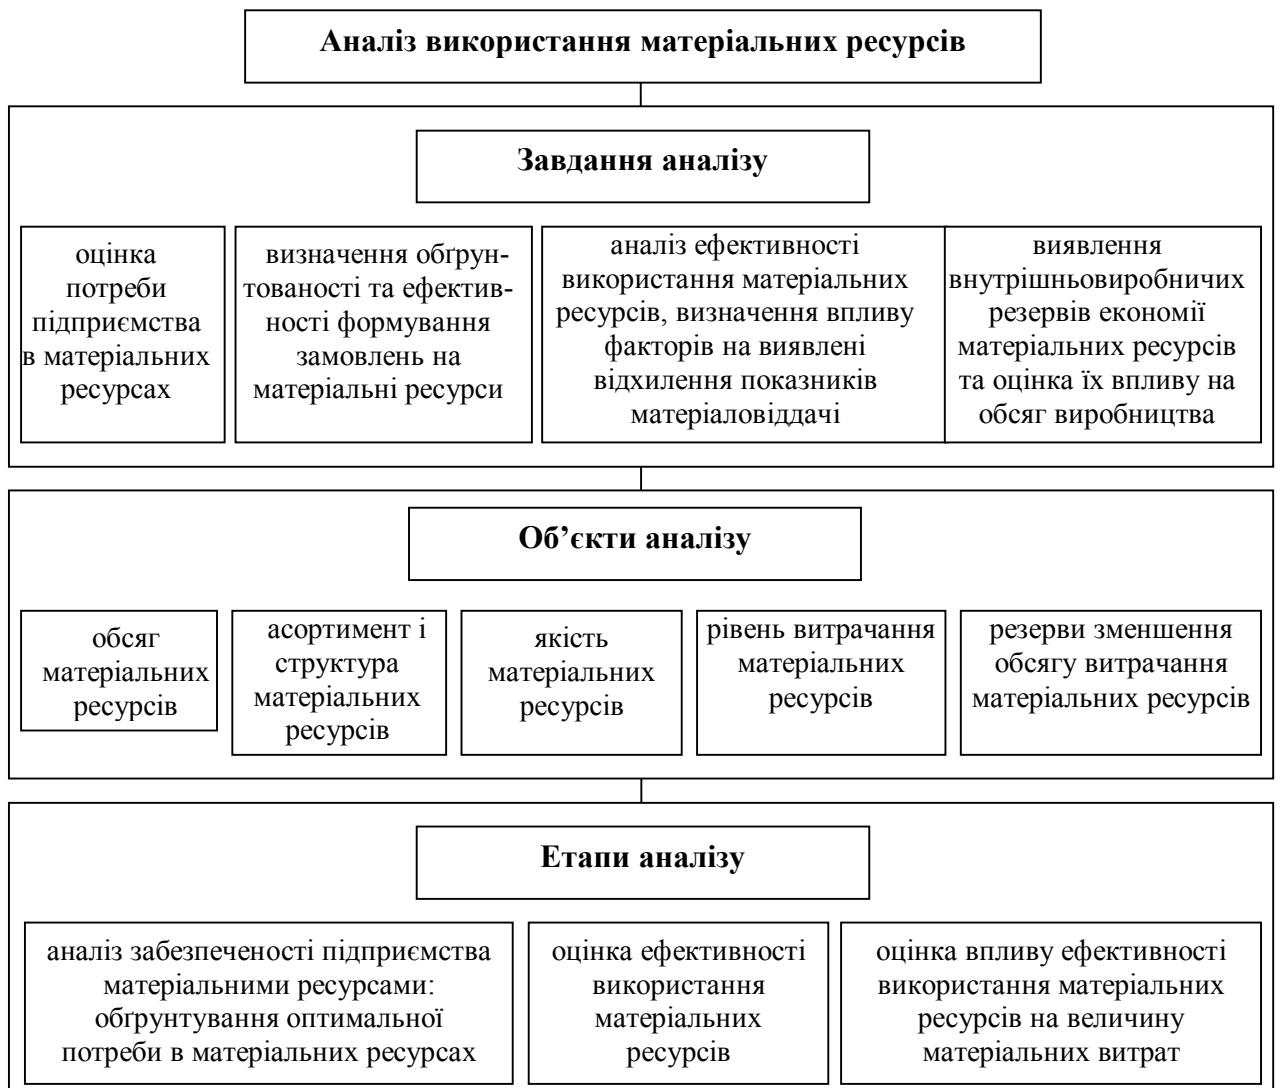 Аналіз використання матеріальних ресурсів
Завдання аналізу
оцінка
потреби
підприємства
в матеріальних
ресурсах
визначення обґрун-
тованості та ефектив-
ності формування
замовлень на
матеріальні ресурси
аналіз ефективності
використання матеріальних
ресурсів, визначення впливу
факторів на виявлені
відхилення показників
матеріаловіддачі
виявлення
внутрішньовиробничих
резервів економії
матеріальних ресурсів
та оцінка їх впливу на
обсяг виробництва
Об’єкти аналізу
обсяг
матеріальних
ресурсів
асортимент і
структура
матеріальних
ресурсів
якість
матеріальних
ресурсів
рівень витрачання
матеріальних
ресурсів
резерви зменшення
обсягу витрачання
матеріальних ресурсів
Етапи аналізу
аналіз забезпеченості підприємства
матеріальними ресурсами:
обґрунтування оптимальної
потреби в матеріальних ресурсах
оцінка ефективності
використання
матеріальних
ресурсів
оцінка впливу ефективності
використання матеріальних
ресурсів на величину
матеріальних витрат